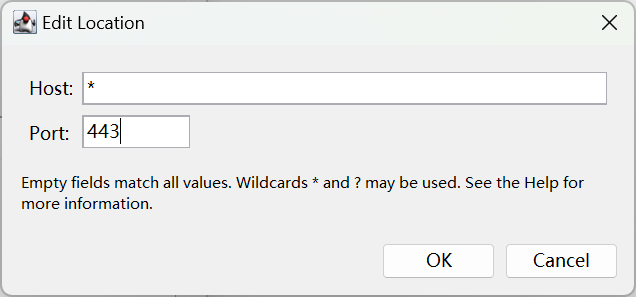 Edit Location
Host: *
Port: 443
Empty fields match all values. Wildcards * and ? may be used. See the Help for
more information.
OK Cancel